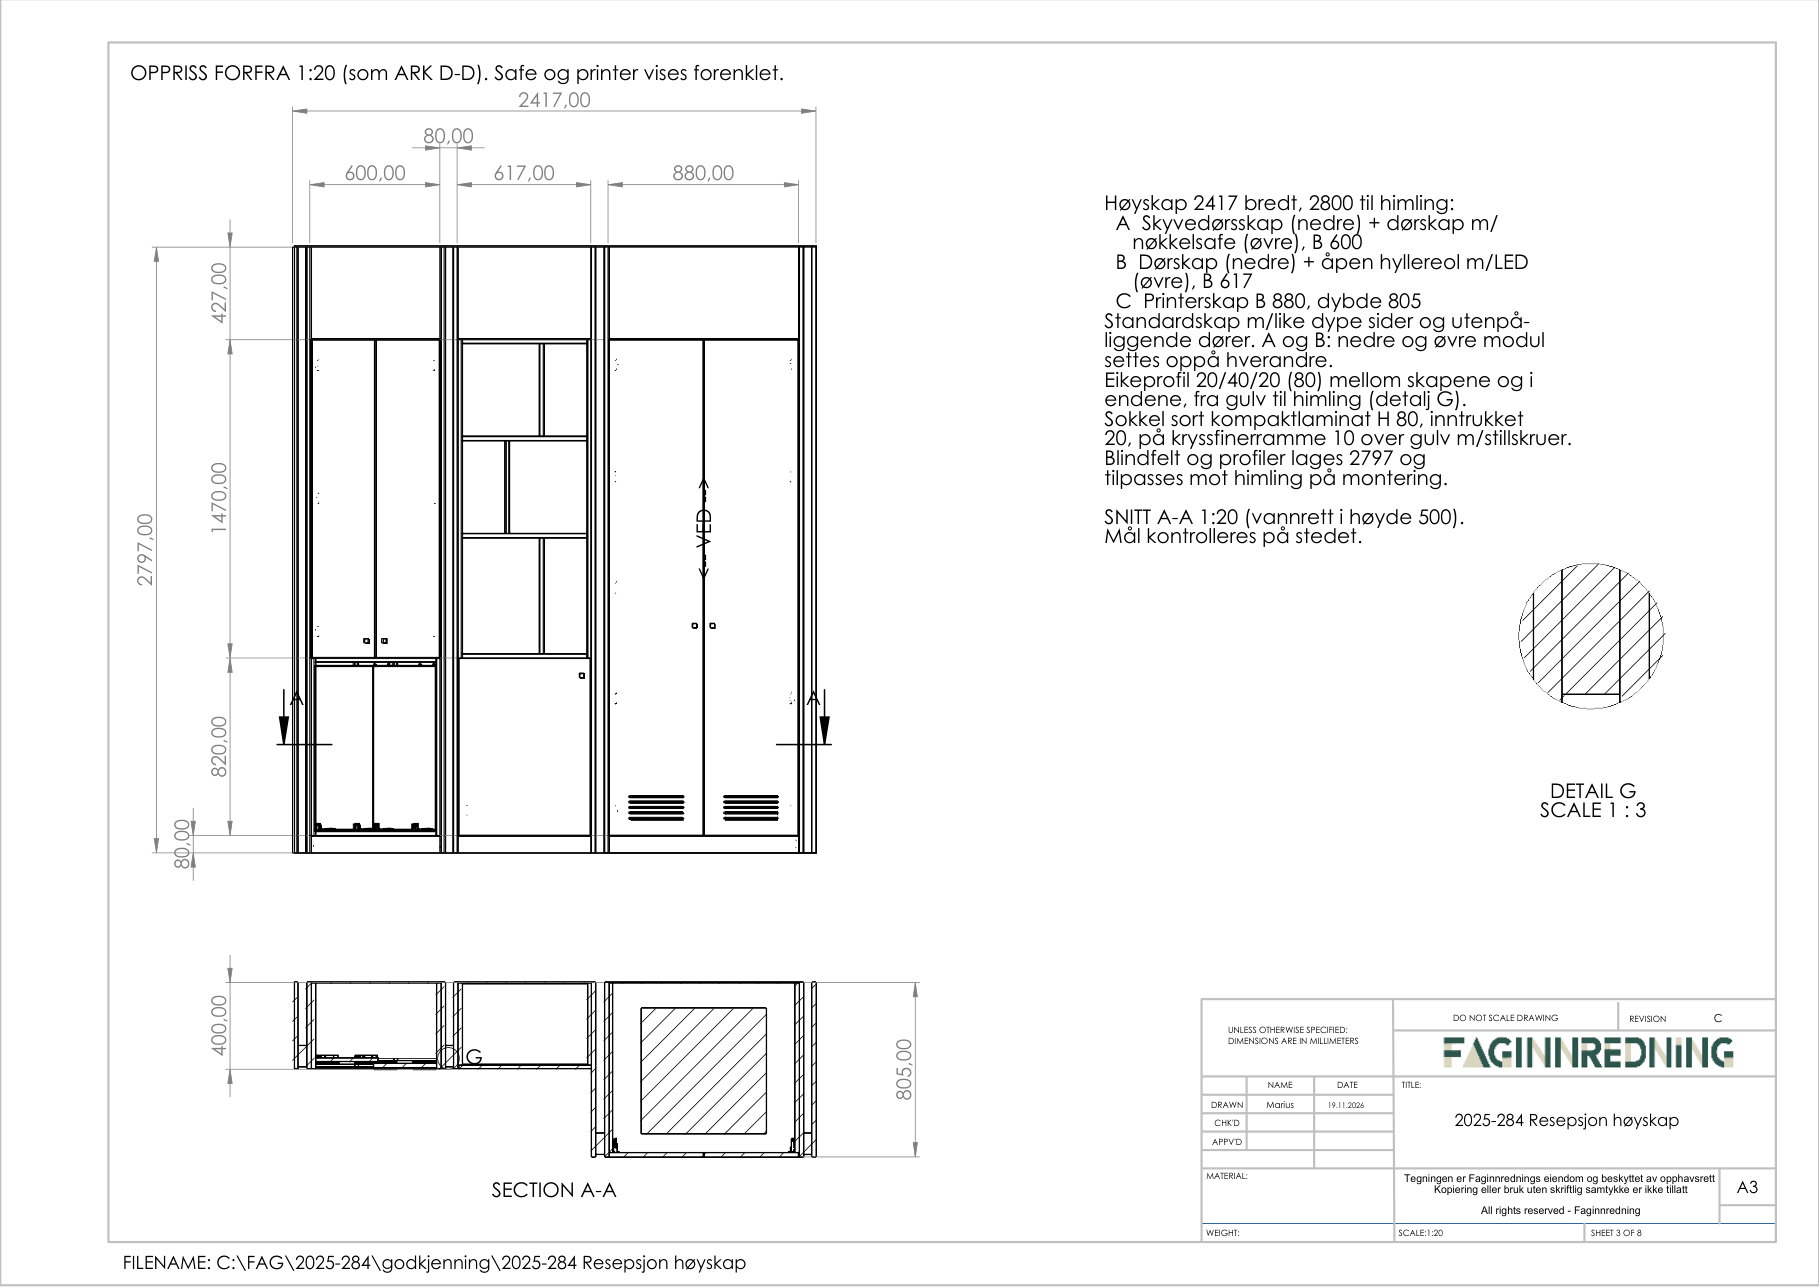 OPPRISS FORFRA 1:20 (som ARK D-D). Safe og printer vises forenklet.
2417,00
80,00
600,00
617,00
880,00
427,00
1470,00
2797,00
820,00
80,00
VED
A
A
Høyskap 2417 bredt, 2800 til himling:
A Skyvedørsskap (nedre) + dørskap m/
nøkkelsafe (øvre), B 600
B Dørskap (nedre) + åpen hyllereol m/LED
(øvre), B 617
C Printerskap B 880, dybde 805
Standardskap m/like dype sider og utenpå-
liggende dører. A og B: nedre og øvre modul
settes oppå hverandre.
Eikeprofil 20/40/20 (80) mellom skapene og i
endene, fra gulv til himling (detalj G).
Sokkel sort kompaktlaminat H 80, inntrukket
20, på kryssfinerramme 10 over gulv m/stillskruer.
Blindfelt og profiler lages 2797 og
tilpasses mot himling på montering.
SNITT A-A 1:20 (vannrett i høyde 500).
Mål kontrolleres på stedet.
DETAIL G
SCALE 1 : 3
400,00
G
805,00
SECTION A-A
UNLESS OTHERWISE SPECIFIED:
DIMENSIONS ARE IN MILLIMETERS
DO NOT SCALE DRAWING
REVISION C
FAGINNREDNING
NAME DATE
DRAWN Marius 19.11.2026
CHK'D
APPV'D
TITLE:
2025-284 Resepsjon høyskap
MATERIAL:
Tegningen er Faginnrednings eiendom og beskyttet av opphavsrett
Kopiering eller bruk uten skriftlig samtykke er ikke tillatt
All rights reserved - Faginnredning
A3
WEIGHT:
SCALE:1:20
SHEET 3 OF 8
FILENAME: C:\FAG\2025-284\godkjenning\2025-284 Resepsjon høyskap